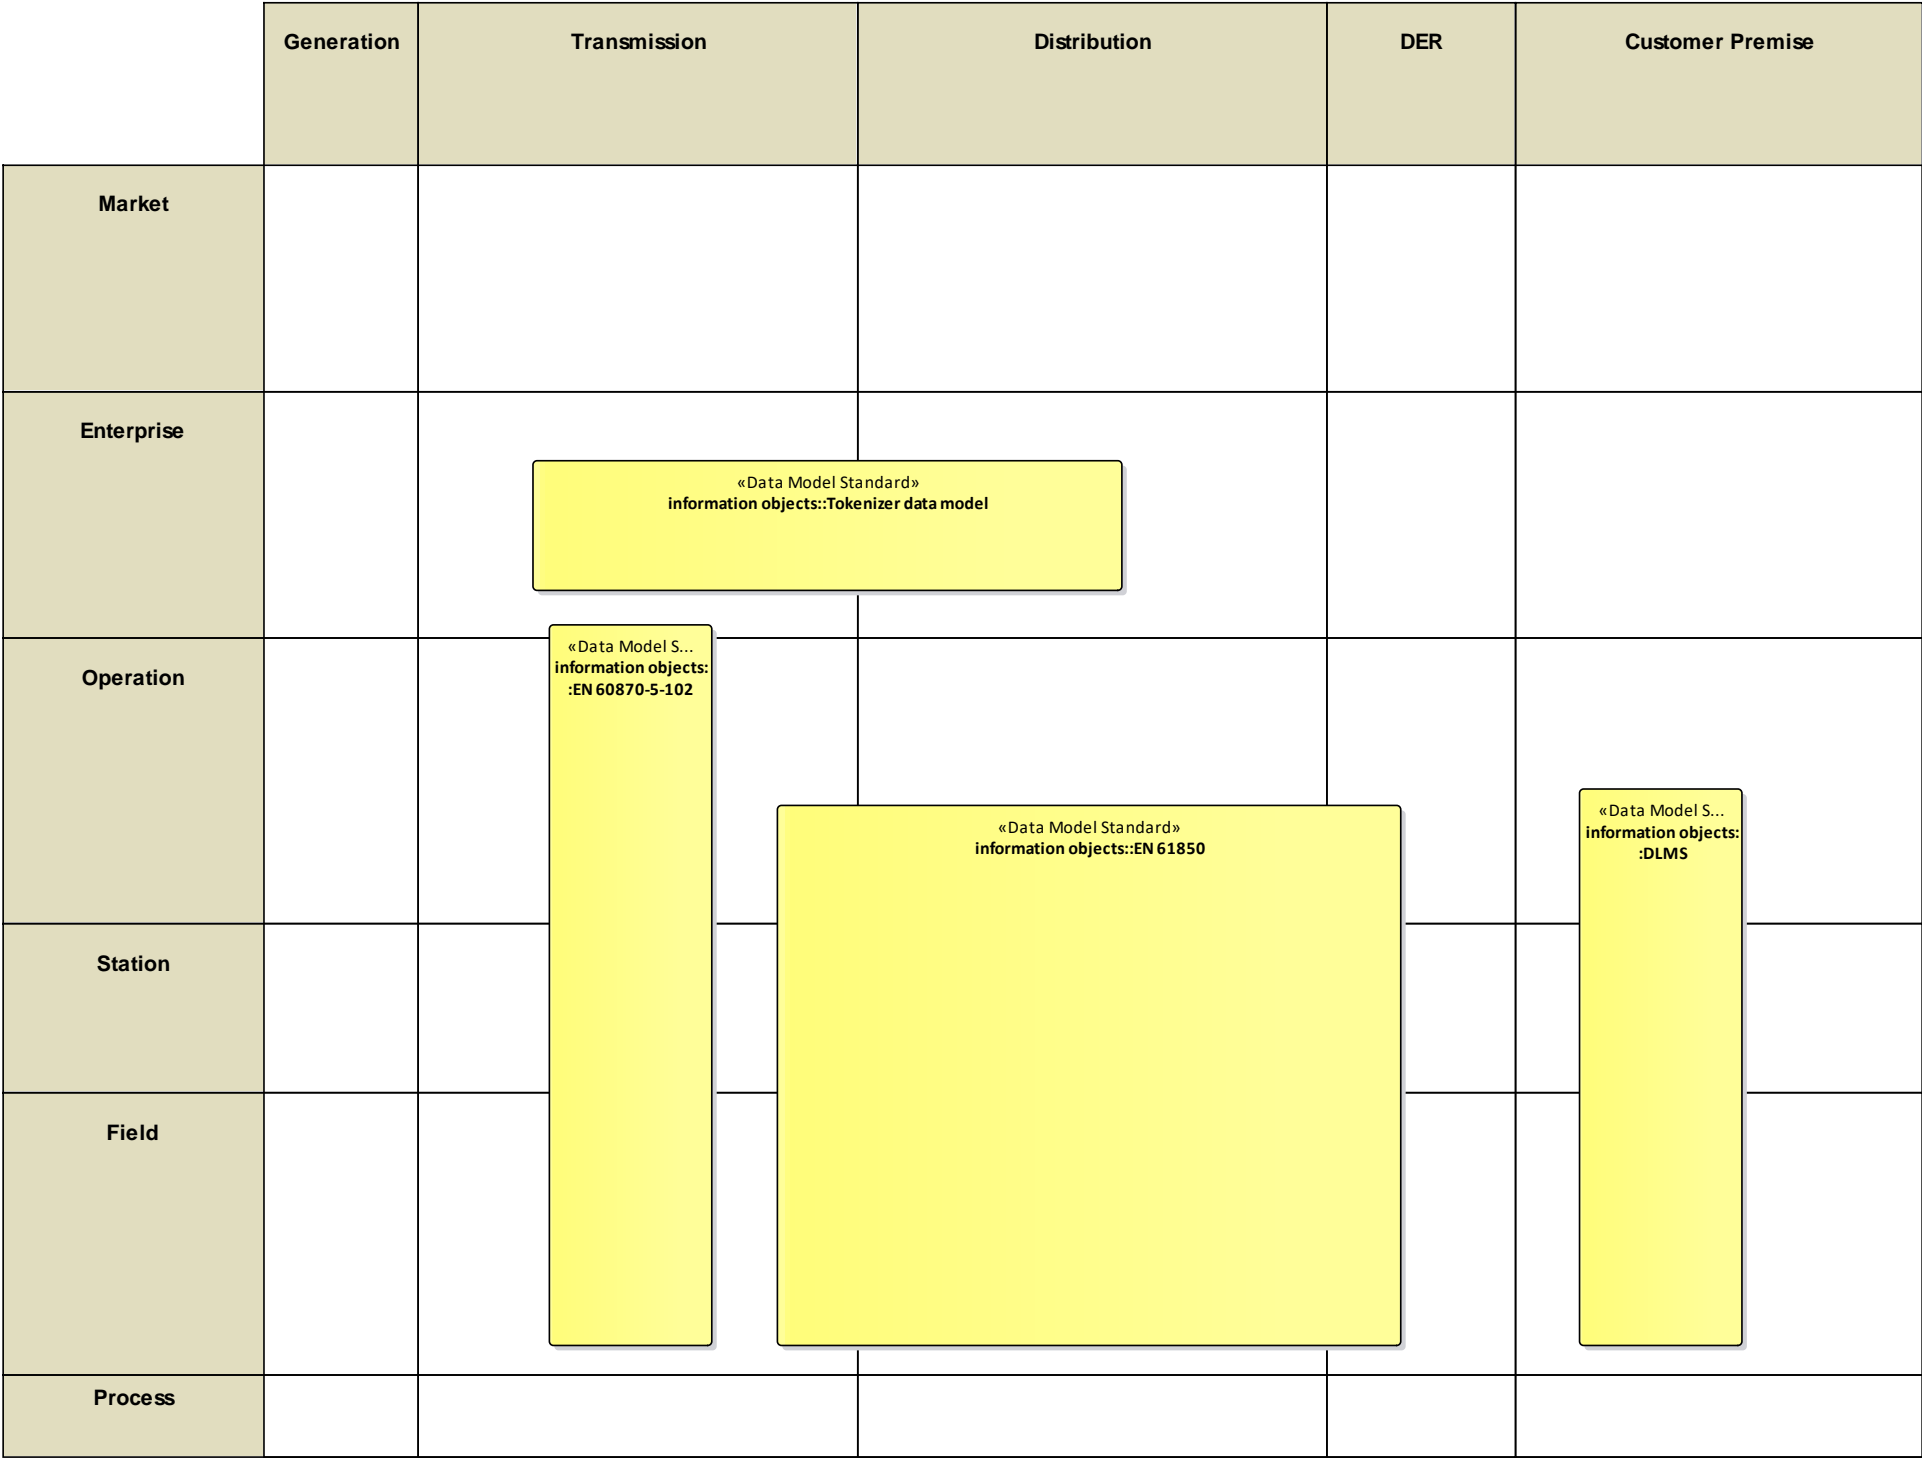 Generation
Transmission
Distribution
DER
Customer Premise
Market
Enterprise
«Data Model Standard»
information objects::Tokenizer data model
Operation
«Data Model S...
information objects:
:EN 60870-5-102
«Data Model Standard»
information objects::EN 61850
«Data Model S...
information objects:
:DLMS
Station
Field
Process